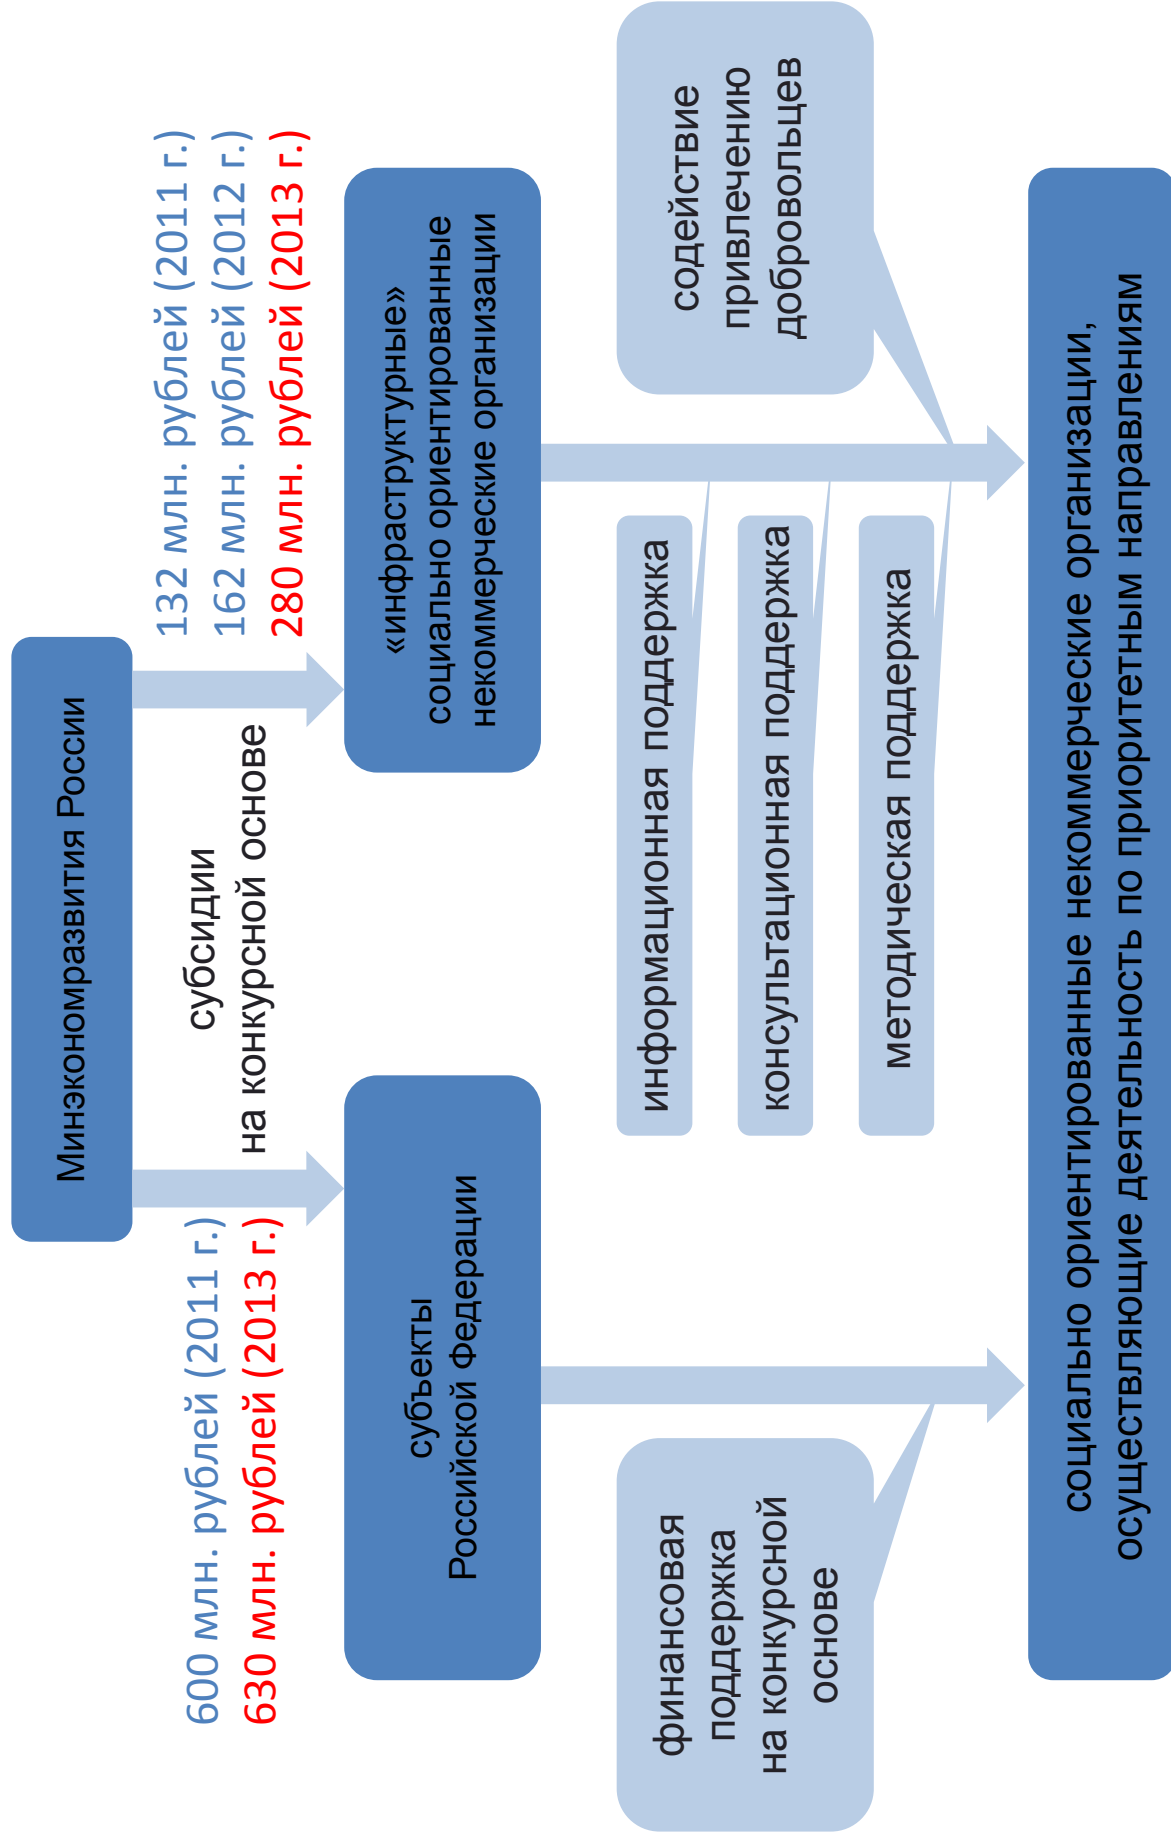 Минэкономразвития России
600 млн. рублей (2011 г.)
630 млн. рублей (2013 г.)
субсидии
на конкурсной основе
132 млн. рублей (2011 г.)
162 млн. рублей (2012 г.)
280 млн. рублей (2013 г.)
субъекты
Российской Федерации
«инфраструктурные»
социально ориентированные
некоммерческие организации
финансовая
поддержка
на конкурсной
основе
информационная поддержка
консультационная поддержка
методическая поддержка
содействие
привлечению
добровольцев
социально ориентированные некоммерческие организации,
осуществляющие деятельность по приоритетным направлениям